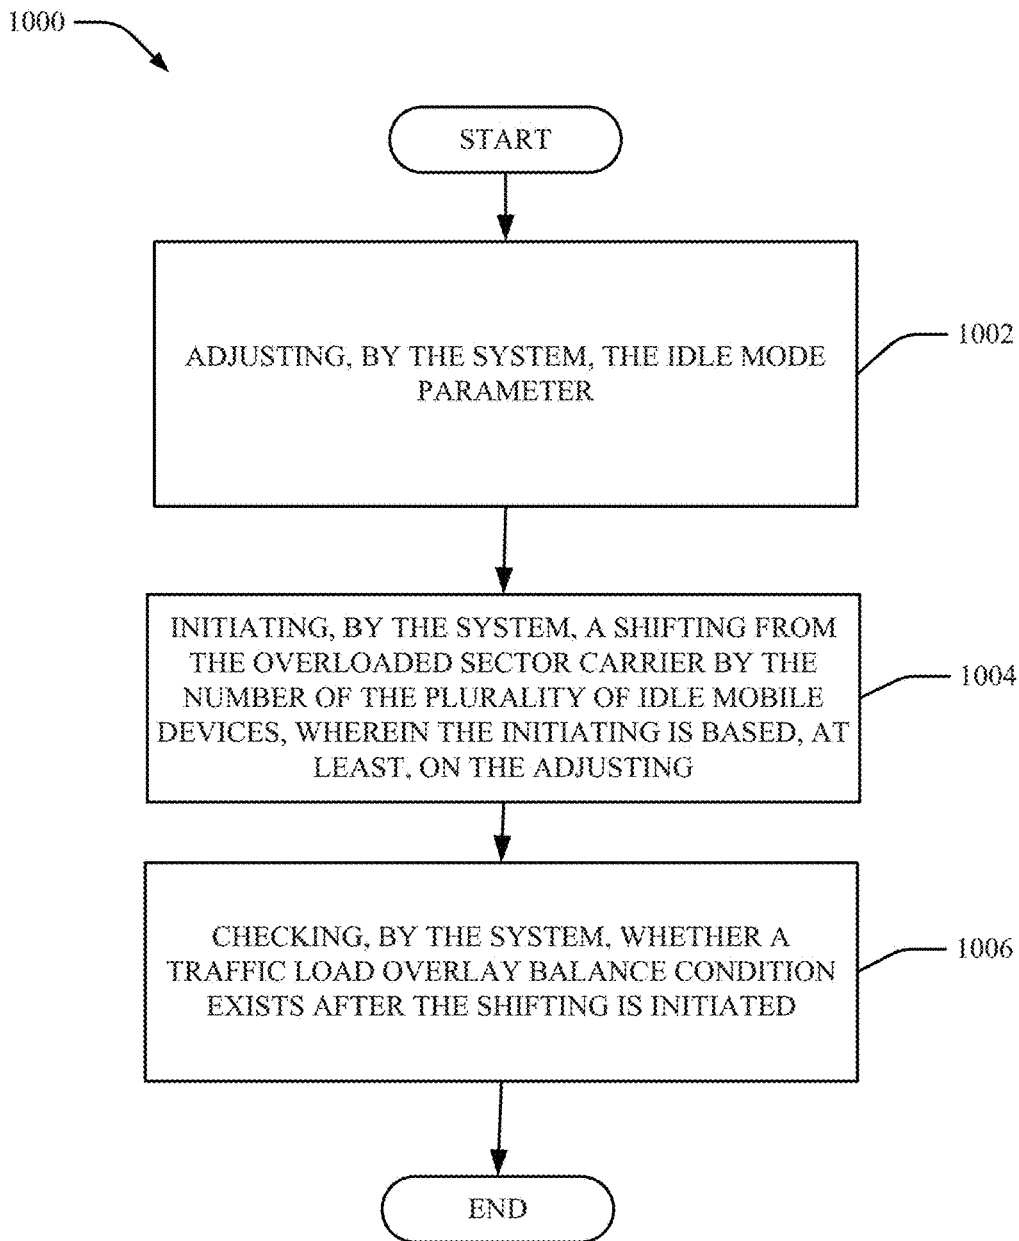 1000
START
ADJUSTING, BY THE SYSTEM, THE IDLE MODE
PARAMETER
1002
INITIATING, BY THE SYSTEM, A SHIFTING FROM
THE OVERLOADED SECTOR CARRIER BY THE
NUMBER OF THE PLURALITY OF IDLE MOBILE
DEVICES, WHEREIN THE INITIATING IS BASED, AT
LEAST, ON THE ADJUSTING
1004
CHECKING, BY THE SYSTEM, WHETHER A
TRAFFIC LOAD OVERLAY BALANCE CONDITION
EXISTS AFTER THE SHIFTING IS INITIATED
1006
END